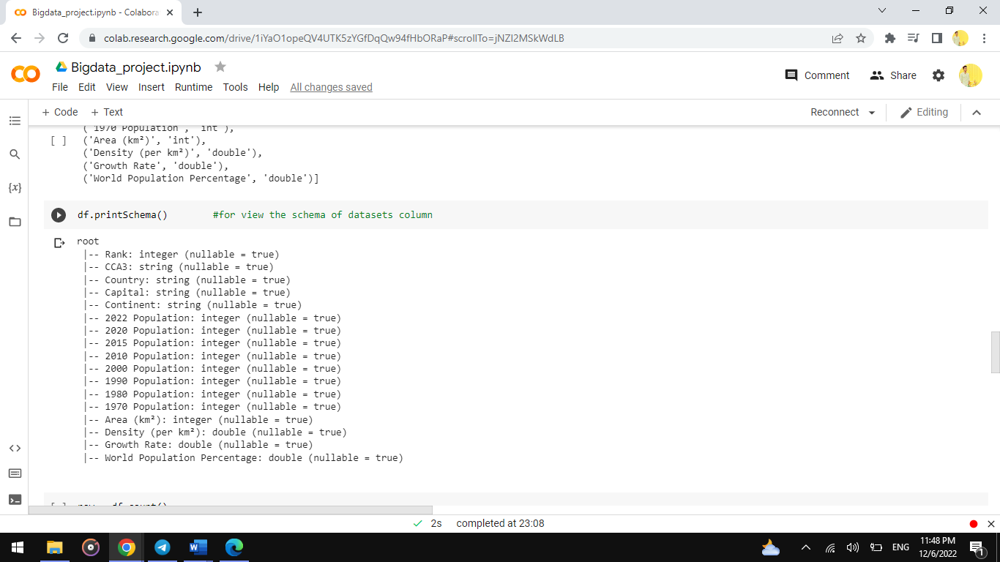 Bigdata_project.ipynb - Colabora
colab.research.google.com/drive/1iYaO1opeQV4UTK5zYGfDqQw94fHbORaP#scrollTo=jNZI2MSkWdLB
Bigdata_project.ipynb
File Edit View Insert Runtime Tools Help All changes saved
Comment Share
+ Code + Text
Reconnect Editing
('1970 Population', 'int'),
[ ] ('Area (km²)', 'int'),
('Density (per km²)', 'double'),
('Growth Rate', 'double'),
('World Population Percentage', 'double')]
{x}
df.printSchema() #for view the schema of datasets column
root
|-- Rank: integer (nullable = true)
|-- CCA3: string (nullable = true)
|-- Country: string (nullable = true)
|-- Capital: string (nullable = true)
|-- Continent: string (nullable = true)
|-- 2022 Population: integer (nullable = true)
|-- 2020 Population: integer (nullable = true)
|-- 2015 Population: integer (nullable = true)
|-- 2010 Population: integer (nullable = true)
|-- 2000 Population: integer (nullable = true)
|-- 1990 Population: integer (nullable = true)
|-- 1980 Population: integer (nullable = true)
|-- 1970 Population: integer (nullable = true)
|-- Area (km²): integer (nullable = true)
|-- Density (per km²): double (nullable = true)
|-- Growth Rate: double (nullable = true)
|-- World Population Percentage: double (nullable = true)
[ ] df.count()
2s completed at 23:08
ENG
11:48 PM
12/6/2022
1